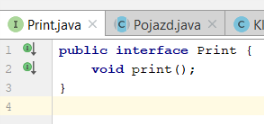 I Print.java × C Pojazd.java × C Kl
1 public interface Print {
2 void print();
3 }
4